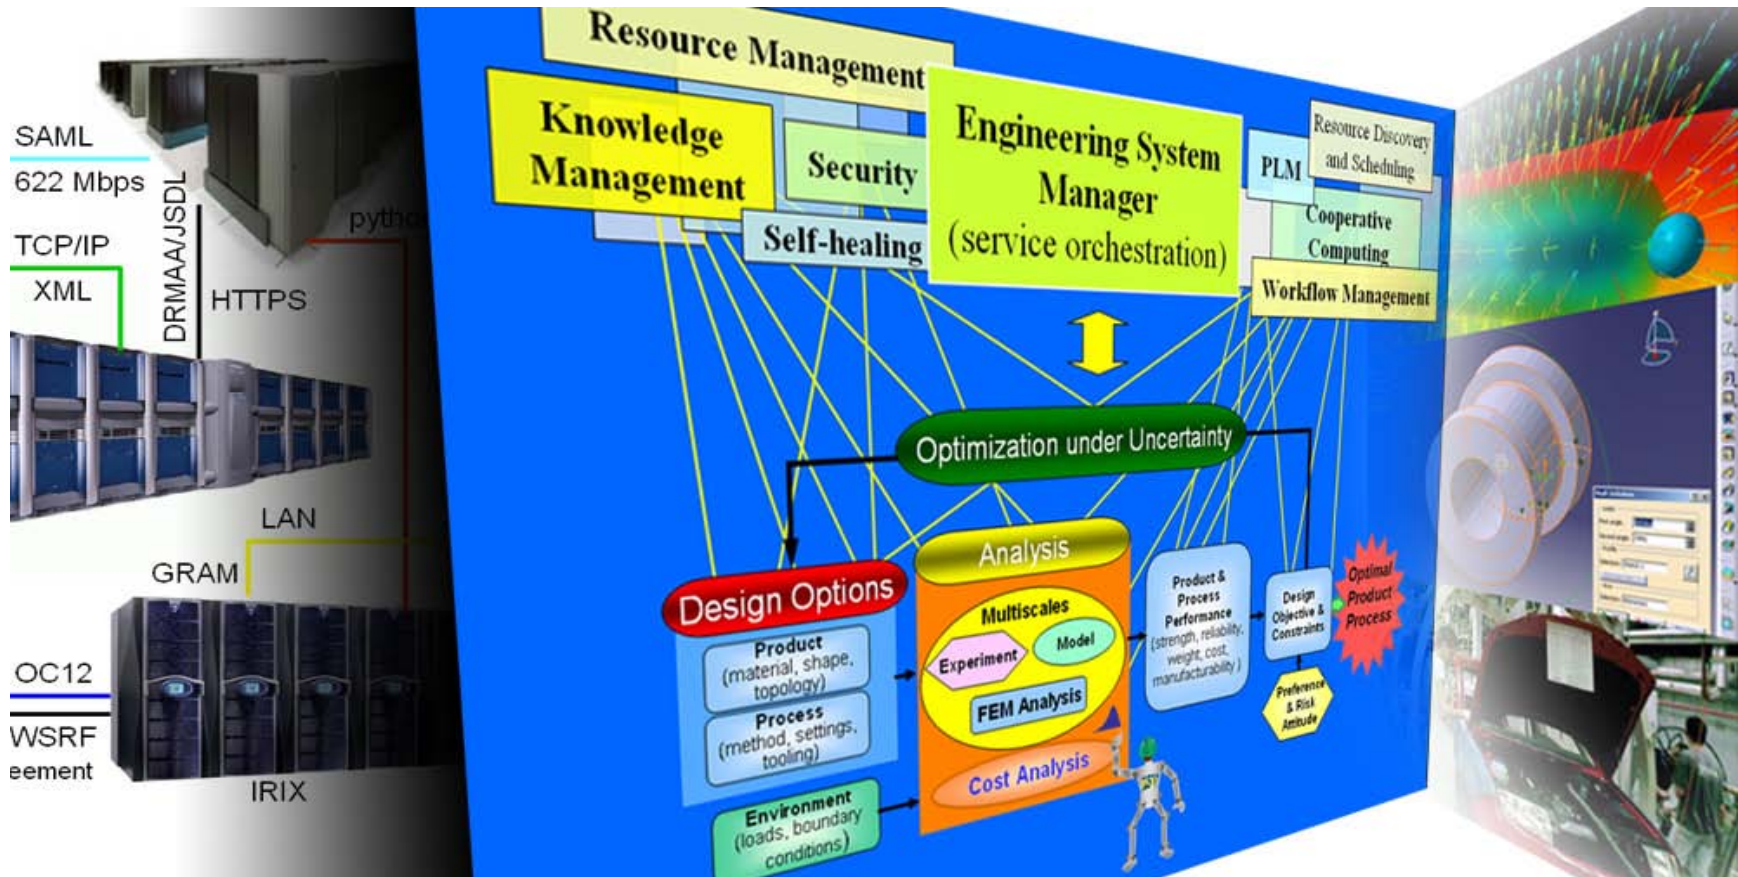 SAML
622 Mbps
TCP/IP
XML
DRMAA/JSDL
HTTPS
pytho
LAN
GRAM
OC12
WSRF
eement
IRIX
Resource Management
Knowledge
Management
Security
Self-healing
Engineering System
Manager
(service orchestration)
PLM
Resource Discovery
and Scheduling
Cooperative
Computing
Workflow Management
Optimization under Uncertainty
Design Options
Product
(material, shape,
topology)
Process
(method, settings,
tooling)
Environment
(loads, boundary
conditions)
Analysis
Multiscales
Experiment
Model
FEM Analysis
Cost Analysis
Product &
Process
Performance
(strength, reliability,
weight, cost,
manufacturability )
Design
Objective &
Constraints
Preference
& Risk
Attitude
Optimal
Product
Process